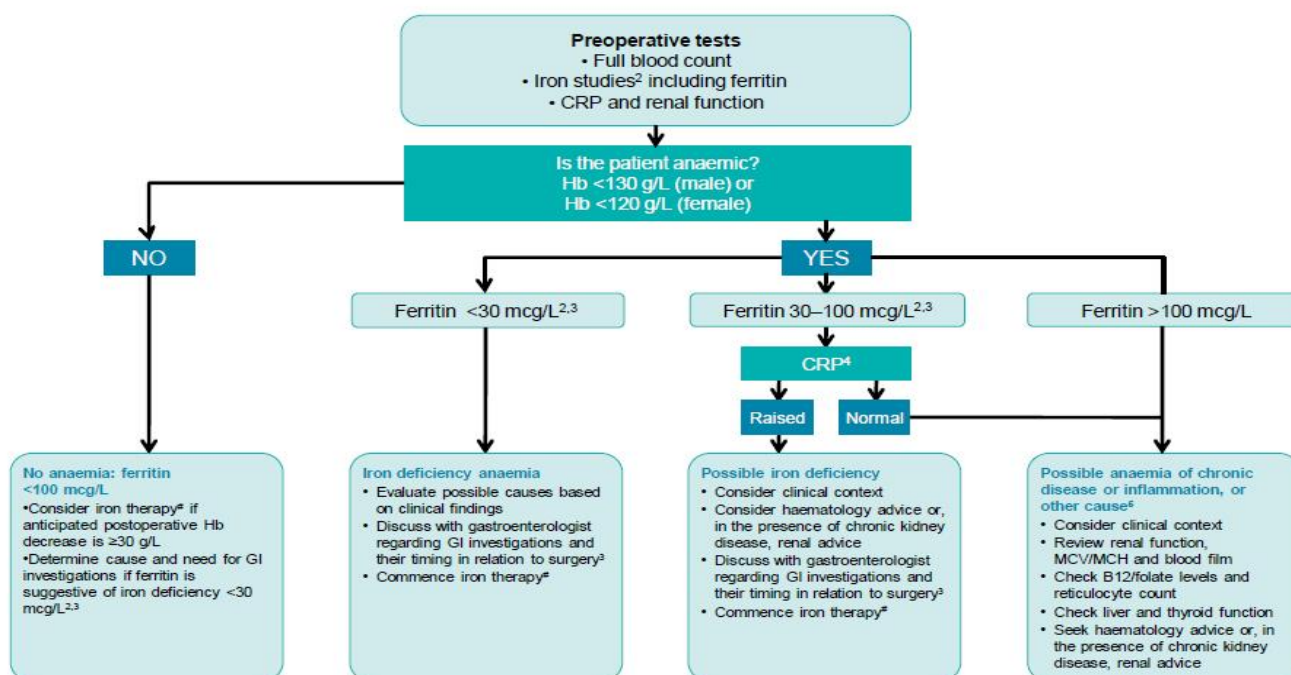 Preoperative tests
• Full blood count
• Iron studies2 including ferritin
• CRP and renal function
Is the patient anaemic?
Hb <130 g/L (male) or
Hb <120 g/L (female)
NO
YES
Ferritin <30 mcg/L2,3
Ferritin 30–100 mcg/L2,3
Ferritin >100 mcg/L
CRP4
Raised
Normal
No anaemia: ferritin
<100 mcg/L
•Consider iron therapy# if
anticipated postoperative Hb
decrease is ≥30 g/L
•Determine cause and need for GI
investigations if ferritin is
suggestive of iron deficiency <30
mcg/L2,3
Iron deficiency anaemia
• Evaluate possible causes based
on clinical findings
• Discuss with gastroenterologist
regarding GI investigations and
their timing in relation to surgery3
• Commence iron therapy#
Possible iron deficiency
• Consider clinical context
• Consider haematology advice or,
in the presence of chronic kidney
disease, renal advice
• Discuss with gastroenterologist
regarding GI investigations and
their timing in relation to surgery3
• Commence iron therapy#
Possible anaemia of chronic
disease or inflammation, or
other cause5
• Consider clinical context
• Review renal function,
MCV/MCH and blood film
• Check B12/folate levels and
reticulocyte count
• Check liver and thyroid function
• Seek haematology advice or, in
the presence of chronic kidney
disease, renal advice